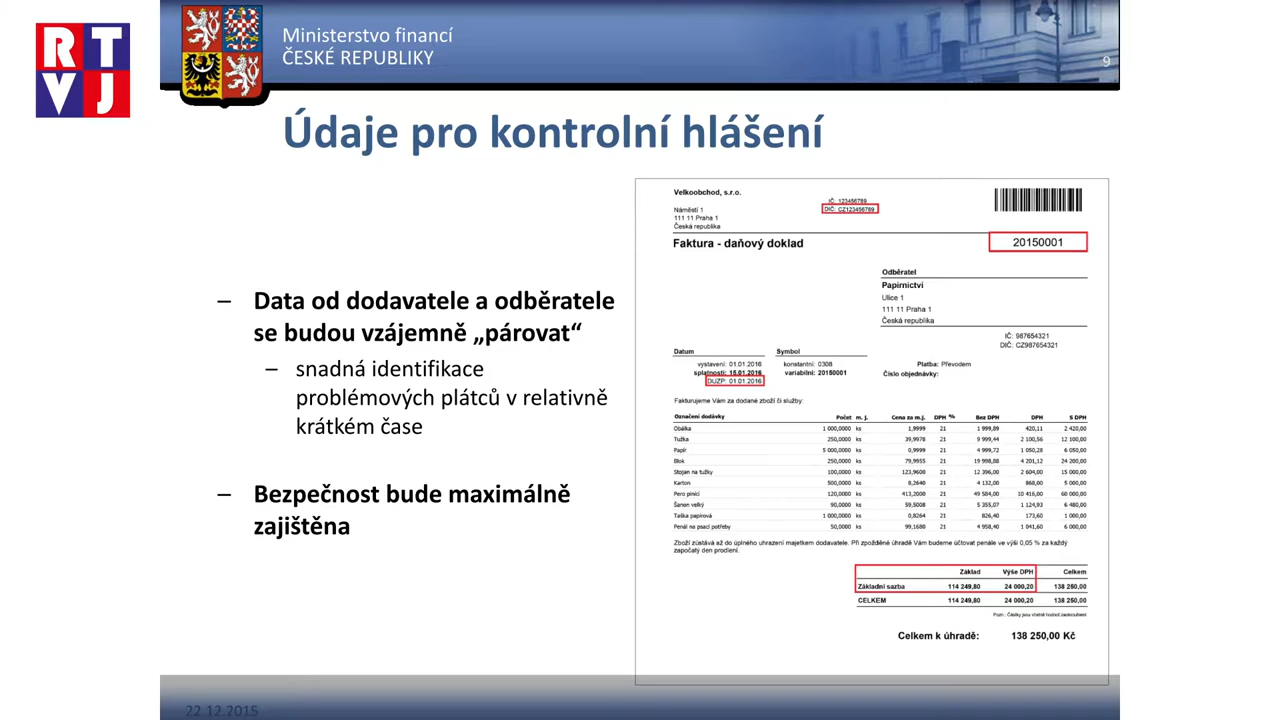 RT
VJ
Ministerstvo financí
ČESKÉ REPUBLIKY
9
Údaje pro kontrolní hlášení
– Data od dodavatele a odběratele
se budou vzájemně „párovat“
– snadná identifikace
problémových plátců v relativně
krátkém čase
– Bezpečnost bude maximálně
zajištěna
Velkoobchod, s.r.o.
IČ: 123456789
DIČ: CZ123456789
Náměstí 1
111 11 Praha 1
Česká republika
Faktura - daňový doklad
20150001
Odběratel
Papírnictví
Ulice 1
111 11 Praha 1
Česká republika
IČ: 987654321
DIČ: CZ987654321
Datum Symbol
vystavení: 01.01.2016 konstantní: 0308 Platba: Převodem
splatnosti: 15.01.2016 variabilní: 20150001 Číslo objednávky:
DUZP: 01.01.2016
Fakturujeme Vám za dodané zboží či služby:
Označení dodávky Počet m. j. Cena za m.j. DPH % Bez DPH DPH S DPH
Obálka 1 000,0000 ks 1,9999 21 1 999,89 420,11 2 420,00
Tužka 250,0000 ks 39,9978 21 9 999,44 2 100,56 12 100,00
Papír 5 000,0000 ks 0,9999 21 4 999,72 1 050,28 6 050,00
Blok 250,0000 ks 79,9955 21 19 998,88 4 201,12 24 200,00
Stojan na tužky 100,0000 ks 123,9600 21 12 396,00 2 604,00 15 000,00
Karton 500,0000 ks 8,2640 21 4 132,00 868,00 5 000,00
Pero plnící 120,0000 ks 413,2000 21 49 584,00 10 416,00 60 000,00
Šanon velký 90,0000 ks 59,5008 21 5 355,07 1 124,93 6 480,00
Taška papírová 1 000,0000 ks 0,8264 21 826,40 173,60 1 000,00
Penál na psací potřeby 50,0000 ks 99,1680 21 4 958,40 1 041,60 6 000,00
Zboží zůstává až do úplného uhrazení majetkem dodavatele. Při zpožděné úhradě Vám budeme účtovat penále ve výši 0,05 % za každý
započatý den prodlení.
Základ Výše DPH Celkem
Základní sazba 114 249,80 24 000,20 138 250,00
CELKEM 114 249,80 24 000,20 138 250,00
Pozn.: Částky jsou včetně hodnot zaokrouhlení
Celkem k úhradě: 138 250,00 Kč
22.12.2015